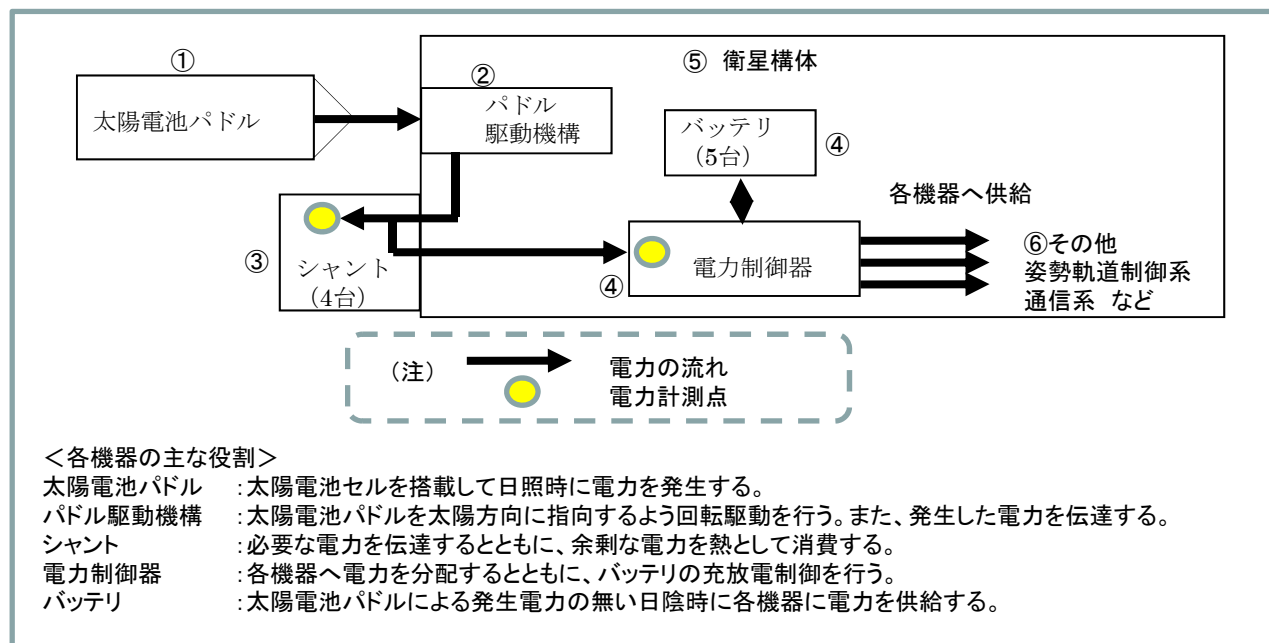 ①
太陽電池パドル
②
パドル
駆動機構
⑤ 衛星構体
バッテリ
(5台)
④
③
シャント
(4台)
④
電力制御器
各機器へ供給
⑥その他
姿勢軌道制御系
通信系 など
(注)
電力の流れ
電力計測点
<各機器の主な役割>
太陽電池パドル :太陽電池セルを搭載して日照時に電力を発生する。
パドル駆動機構 :太陽電池パドルを太陽方向に指向するよう回転駆動を行う。また、発生した電力を伝達する。
シャント :必要な電力を伝達するとともに、余剰な電力を熱として消費する。
電力制御器 :各機器へ電力を分配するとともに、バッテリの充放電制御を行う。
バッテリ :太陽電池パドルによる発生電力の無い日陰時に各機器に電力を供給する。